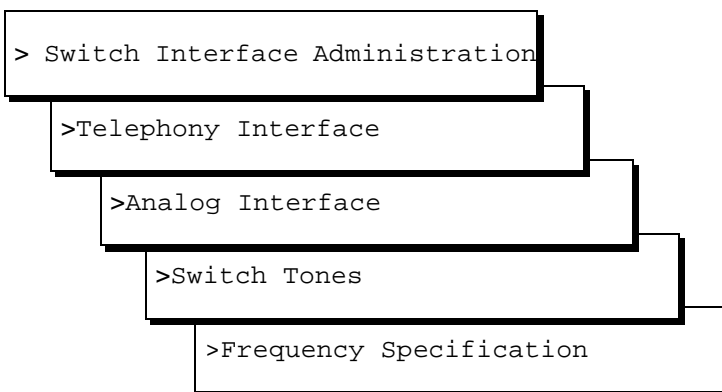 > Switch Interface Administration
>Telephony Interface
>Analog Interface
>Switch Tones
>Frequency Specification